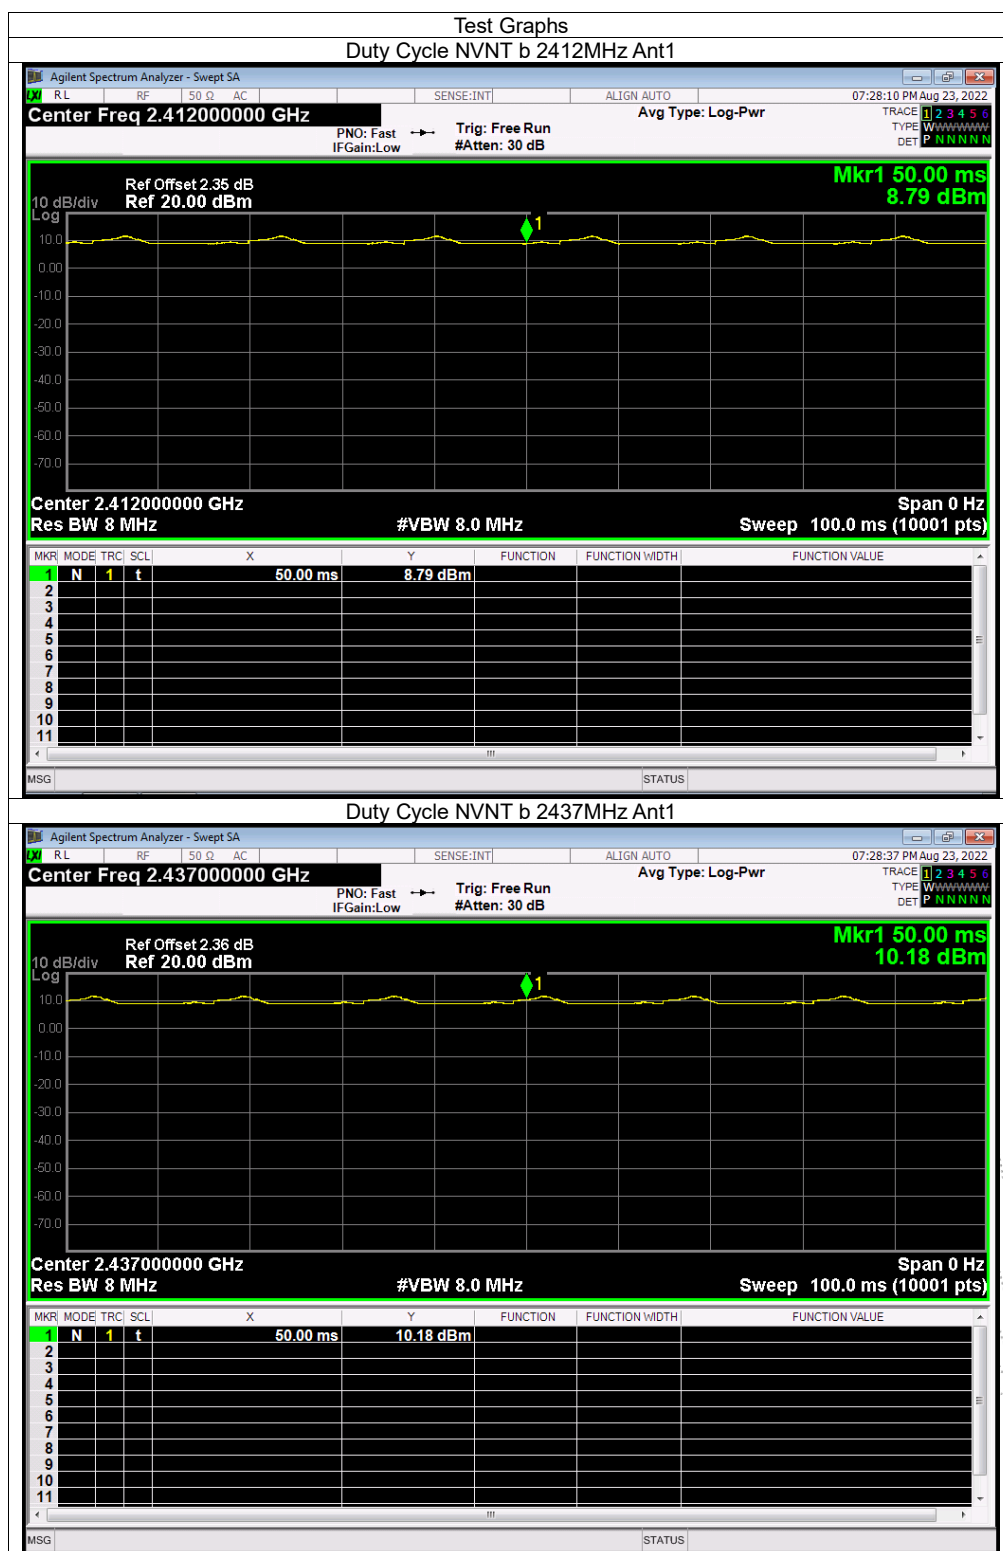 Test Graphs
Duty Cycle NVNT b 2412MHz Ant1
Agilent Spectrum Analyzer - Swept SA
LXI RL RF 50 Ω AC SENSE:INT ALIGN AUTO 07:28:10 PM Aug 23, 2022
Center Freq 2.412000000 GHz Avg Type: Log-Pwr TRACE 1 2 3 4 5 6
PNO: Fast Trig: Free Run TYPE WWWWWW
IFGain:Low #Atten: 30 dB DET P N N N N N
Mkr1 50.00 ms
Ref Offset 2.35 dB
10 dB/div Ref 20.00 dBm 8.79 dBm
Log
1
10.0
0.00
-10.0
-20.0
-30.0
-40.0
-50.0
-60.0
-70.0
Center 2.412000000 GHz Span 0 Hz
Res BW 8 MHz #VBW 8.0 MHz Sweep 100.0 ms (10001 pts)
MKR MODE TRC SCL X Y FUNCTION FUNCTION WIDTH FUNCTION VALUE
1 N 1 t 50.00 ms 8.79 dBm
2
3
4
5
6
7
8
9
10
11
MSG STATUS
Duty Cycle NVNT b 2437MHz Ant1
Agilent Spectrum Analyzer - Swept SA
LXI RL RF 50 Ω AC SENSE:INT ALIGN AUTO 07:28:37 PM Aug 23, 2022
Center Freq 2.437000000 GHz Avg Type: Log-Pwr TRACE 1 2 3 4 5 6
PNO: Fast Trig: Free Run TYPE WWWWWW
IFGain:Low #Atten: 30 dB DET P N N N N N
Mkr1 50.00 ms
Ref Offset 2.36 dB
10 dB/div Ref 20.00 dBm 10.18 dBm
Log
1
10.0
0.00
-10.0
-20.0
-30.0
-40.0
-50.0
-60.0
-70.0
Center 2.437000000 GHz Span 0 Hz
Res BW 8 MHz #VBW 8.0 MHz Sweep 100.0 ms (10001 pts)
MKR MODE TRC SCL X Y FUNCTION FUNCTION WIDTH FUNCTION VALUE
1 N 1 t 50.00 ms 10.18 dBm
2
3
4
5
6
7
8
9
10
11
MSG STATUS